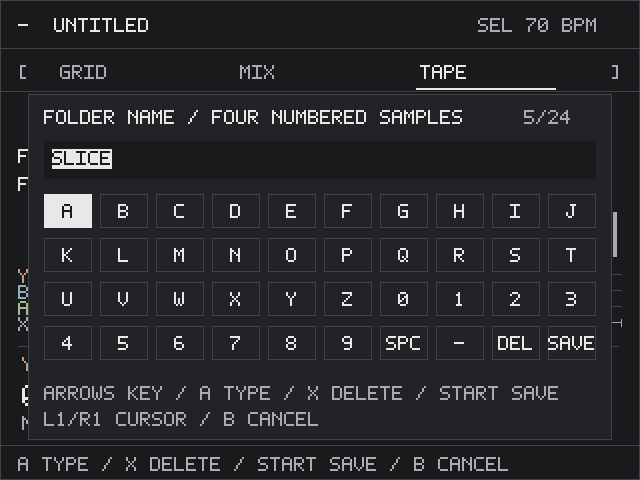 — UNTITLED SEL 70 BPM
[ GRID MIX TAPE ]
FOLDER NAME / FOUR NUMBERED SAMPLES 5/24
SLICE
A B C D E F G H I J
K L M N O P Q R S T
U V W X Y Z 0 1 2 3
4 5 6 7 8 9 SPC - DEL SAVE
ARROWS KEY / A TYPE / X DELETE / START SAVE
L1/R1 CURSOR / B CANCEL
A TYPE / X DELETE / START SAVE / B CANCEL